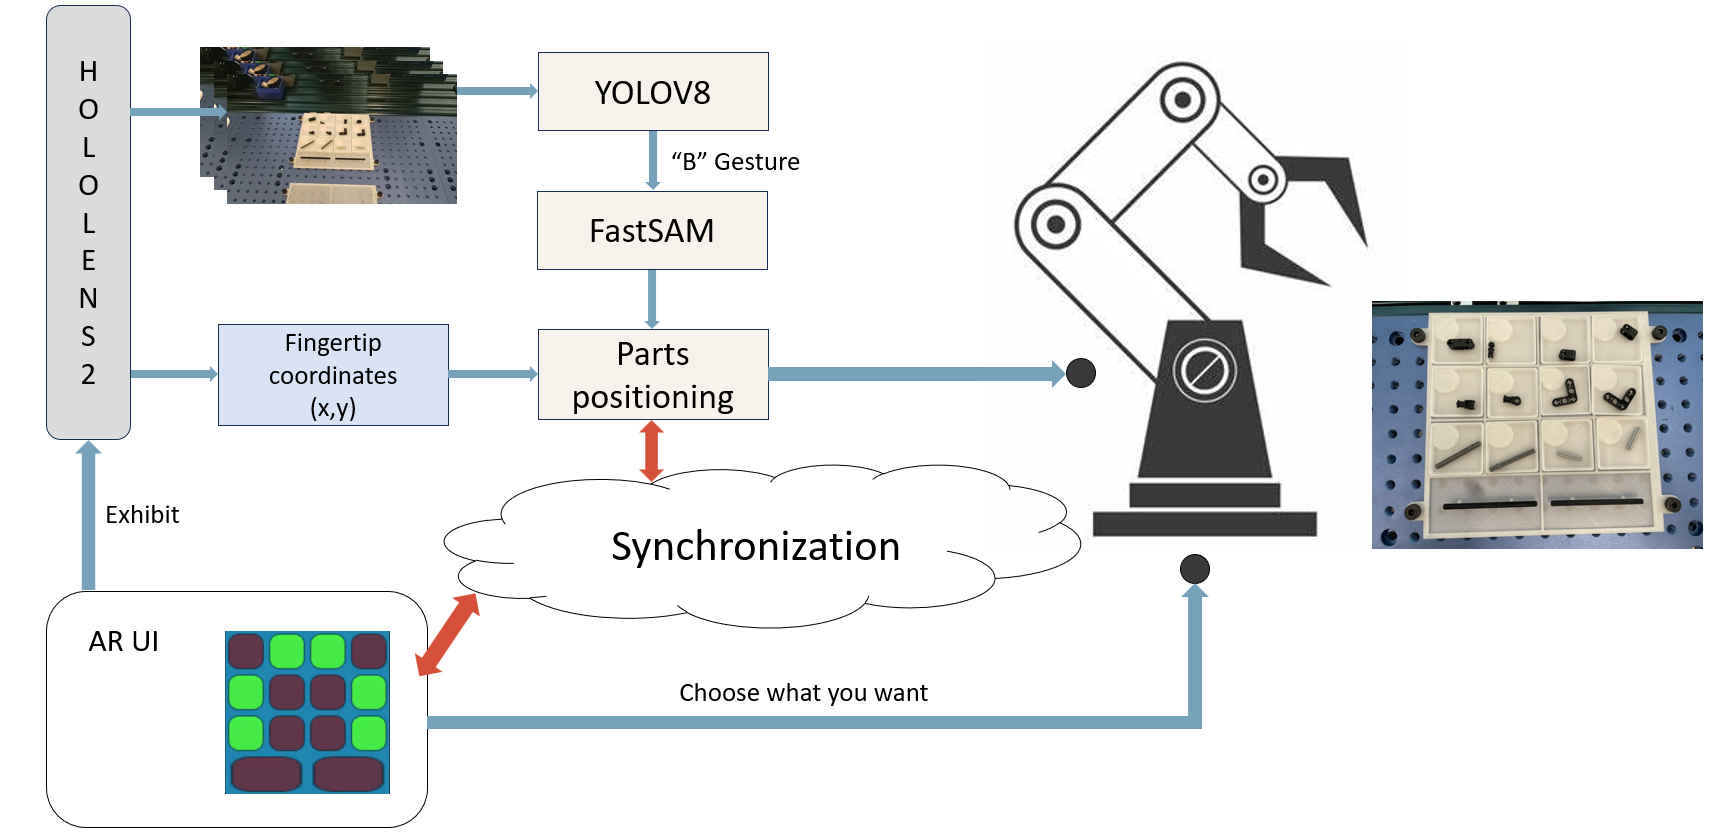 H
O
L
O
L
E
N
S
2
YOLOV8
“B” Gesture
FastSAM
Fingertip
coordinates
(x,y)
Parts
positioning
Exhibit
Synchronization
AR UI
Choose what you want